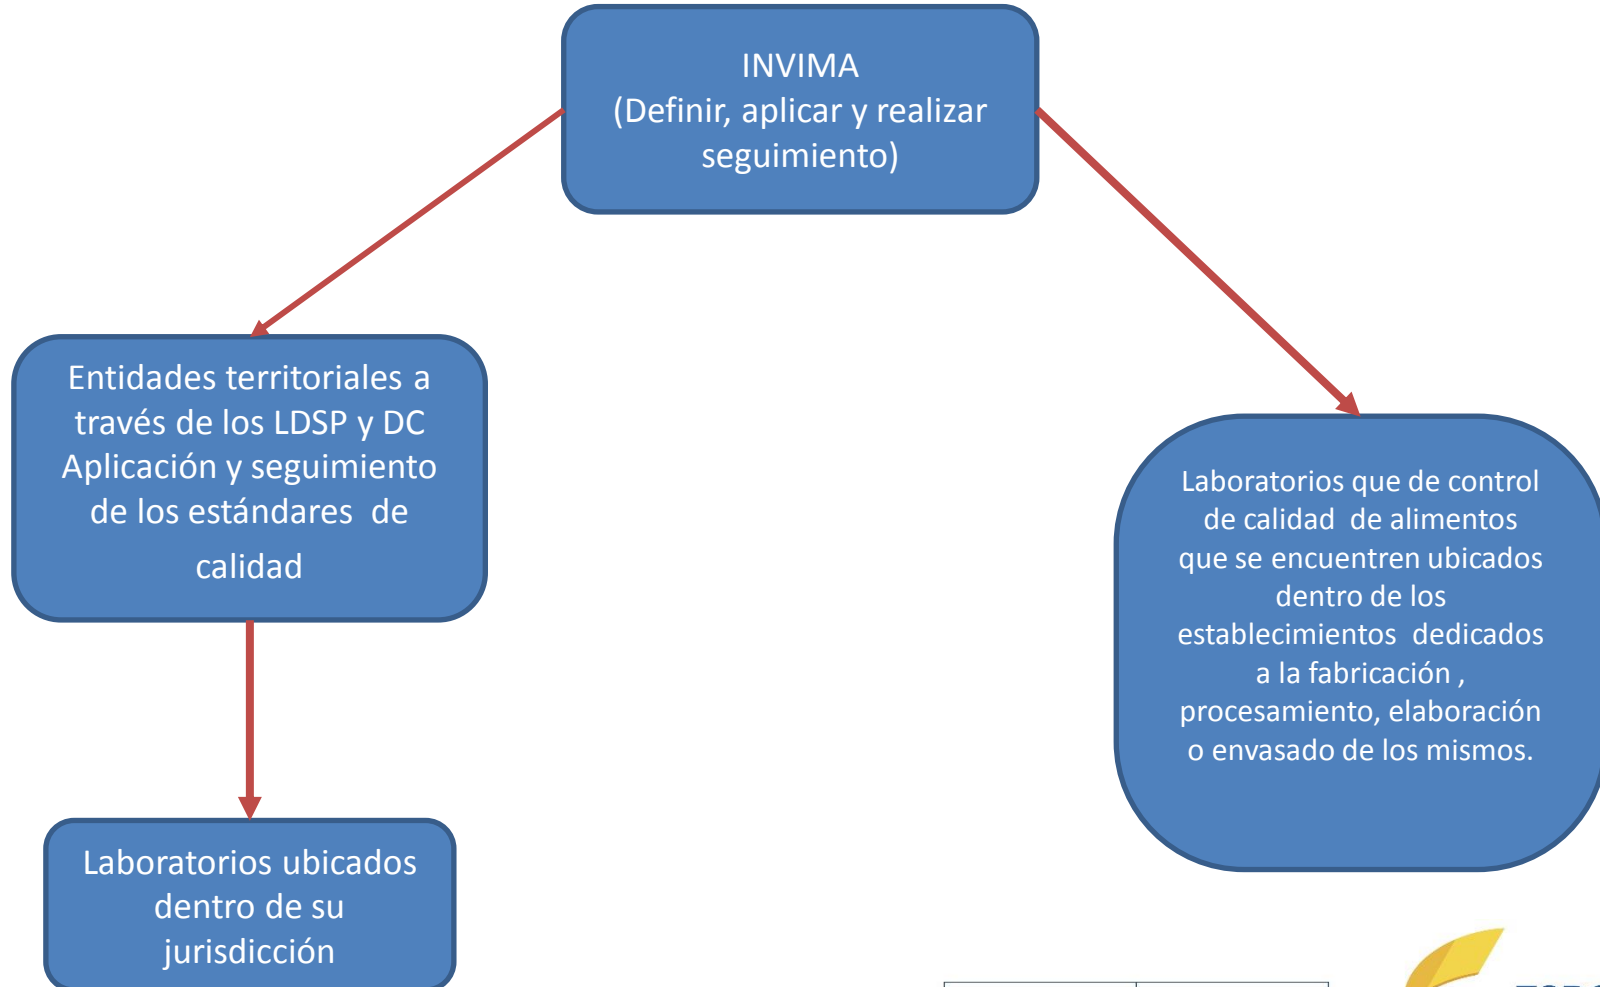 INVIMA
(Definir, aplicar y realizar
seguimiento)
Entidades territoriales a
través de los LDSP y DC
Aplicación y seguimiento
de los estándares de
calidad
Laboratorios que de control
de calidad de alimentos
que se encuentren ubicados
dentro de los
establecimientos dedicados
a la fabricación ,
procesamiento, elaboración
o envasado de los mismos.
Laboratorios ubicados
dentro de su
jurisdicción